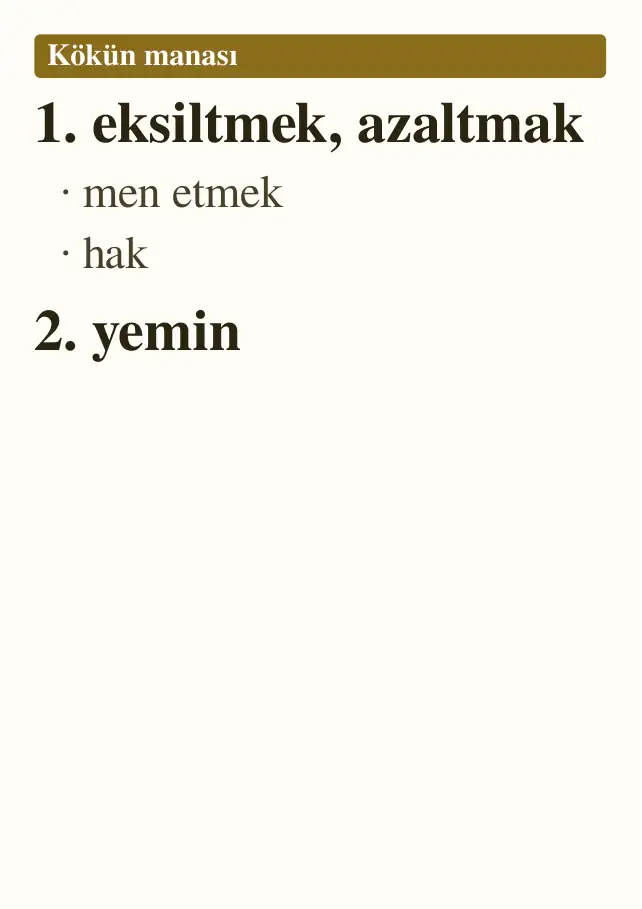 Kökün manası
1. eksiltmek, azaltmak
· men etmek
· hak
2. yemin